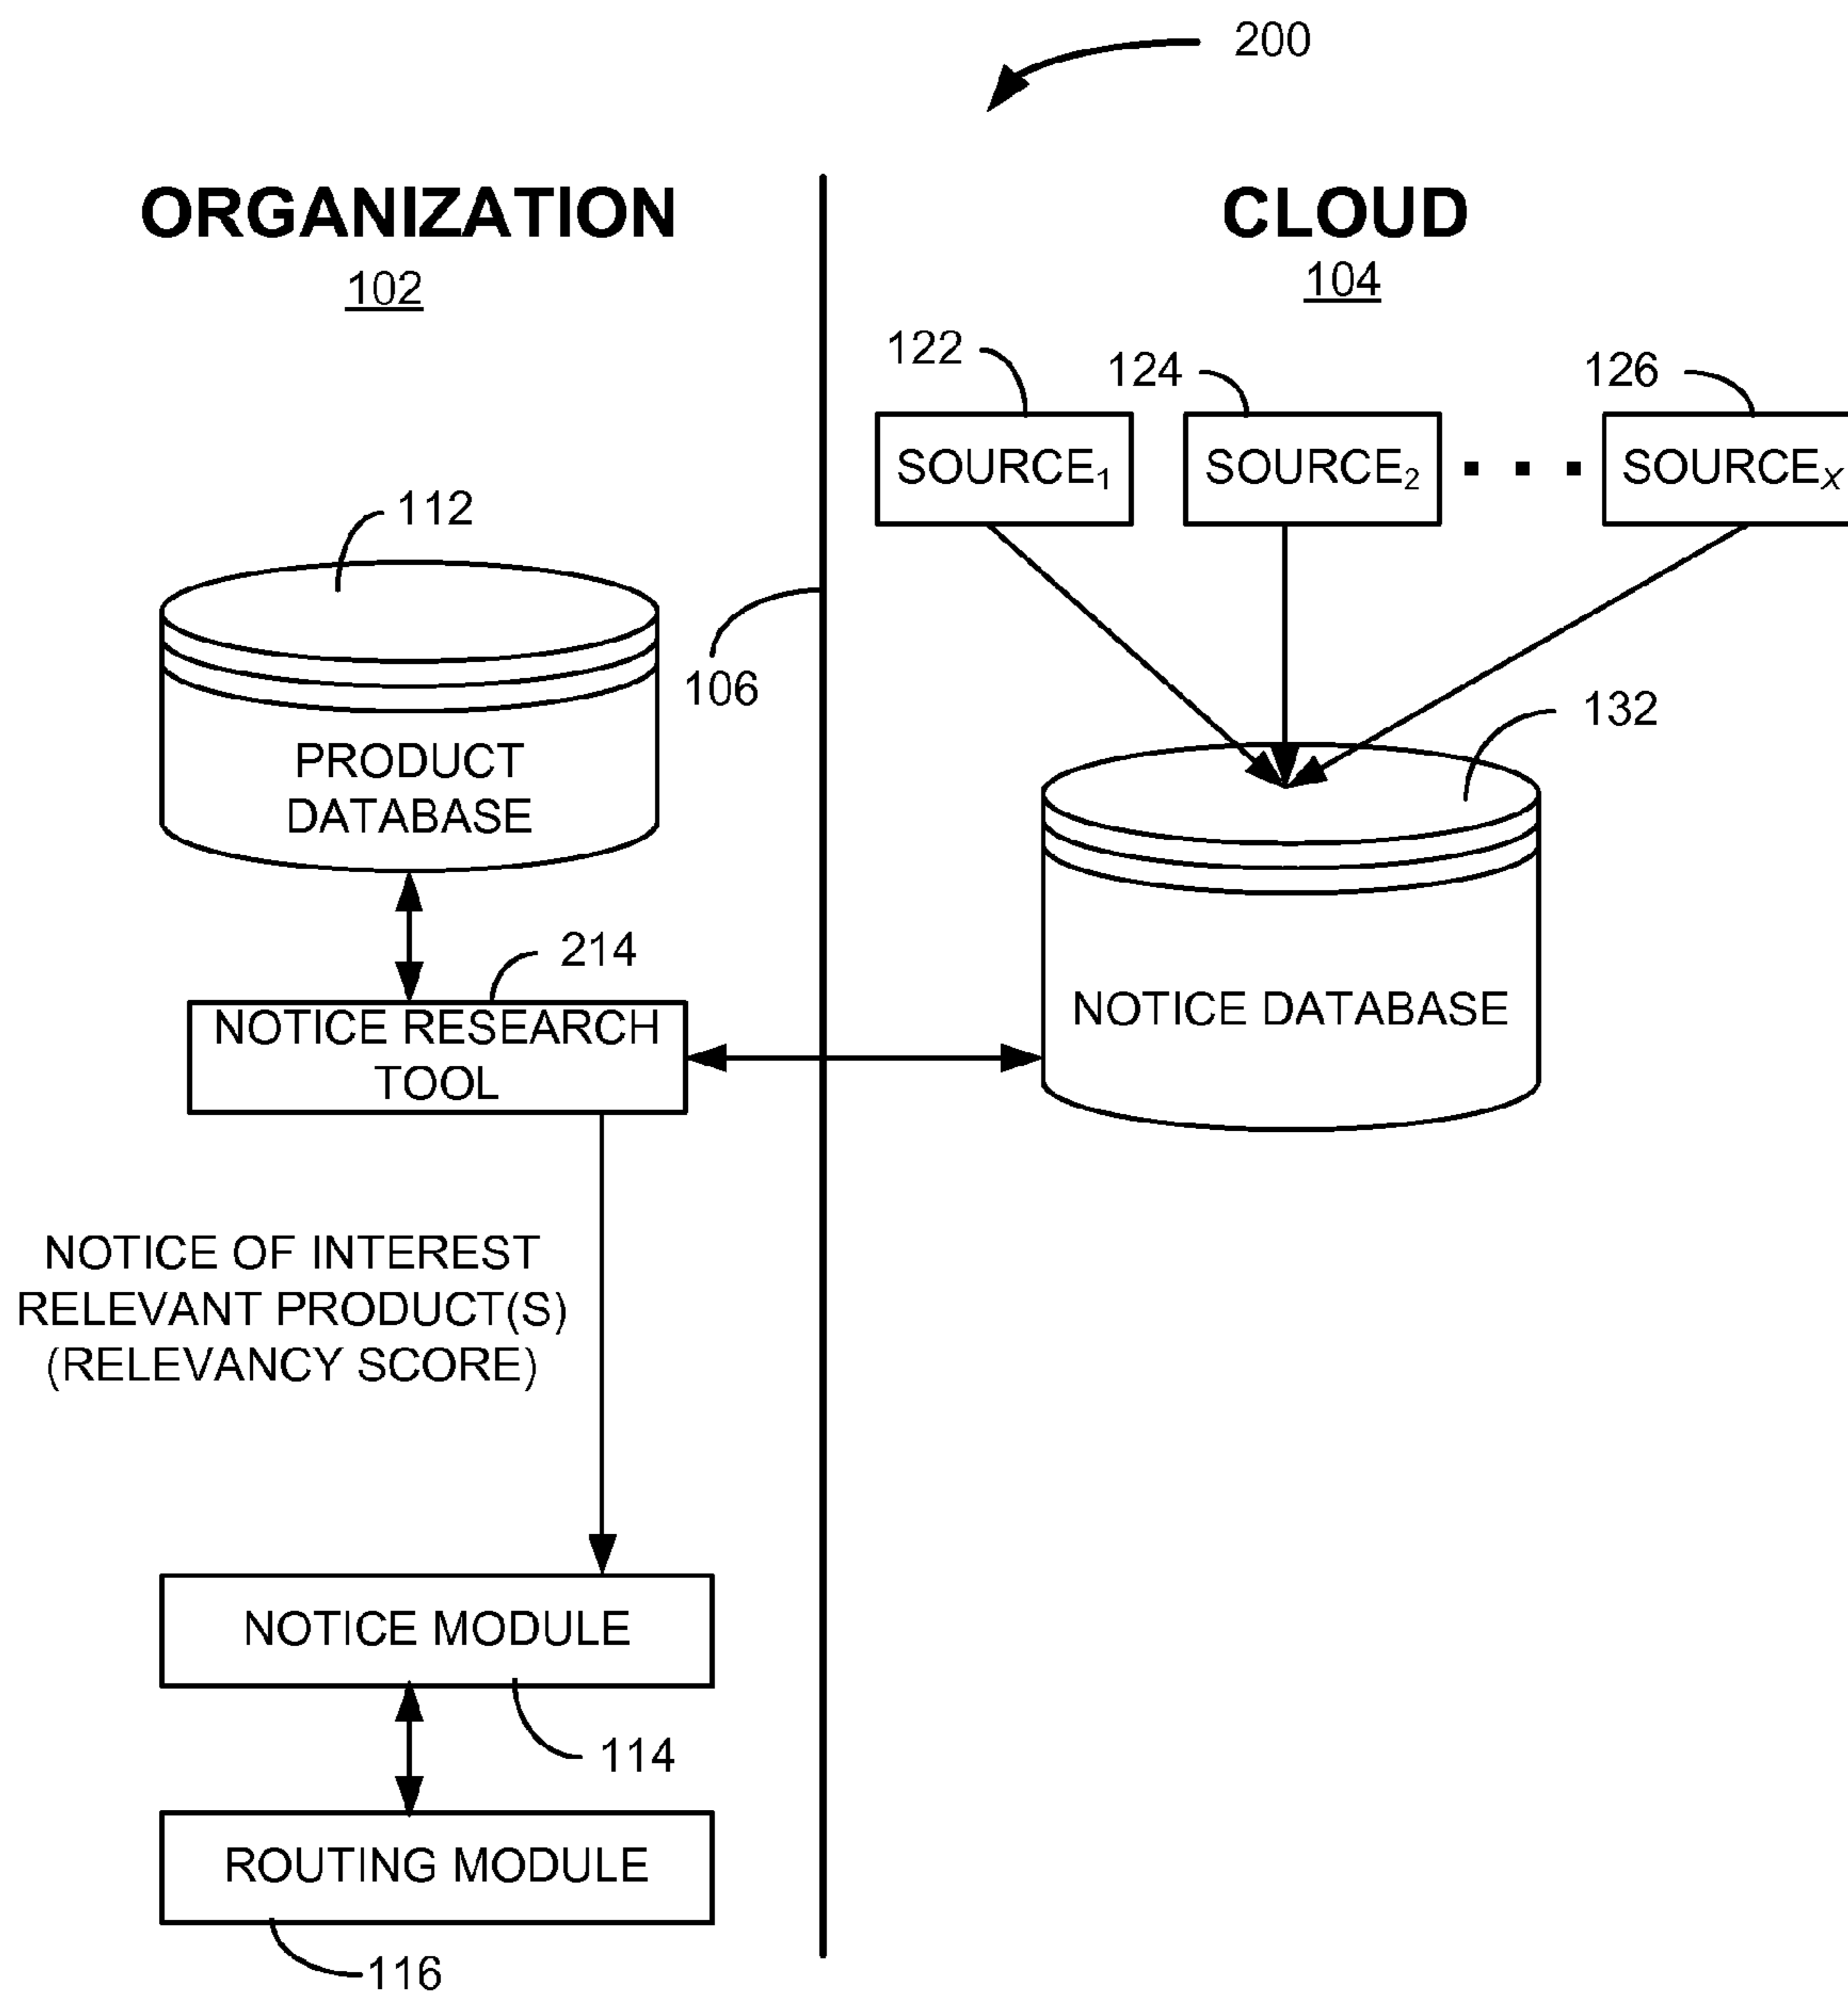 200
ORGANIZATION
102
CLOUD
104
122
124
126
SOURCE1
SOURCE2
. . .
SOURCEX
112
PRODUCT
DATABASE
106
132
NOTICE DATABASE
214
NOTICE RESEARCH
TOOL
NOTICE OF INTEREST
RELEVANT PRODUCT(S)
(RELEVANCY SCORE)
NOTICE MODULE
114
ROUTING MODULE
116